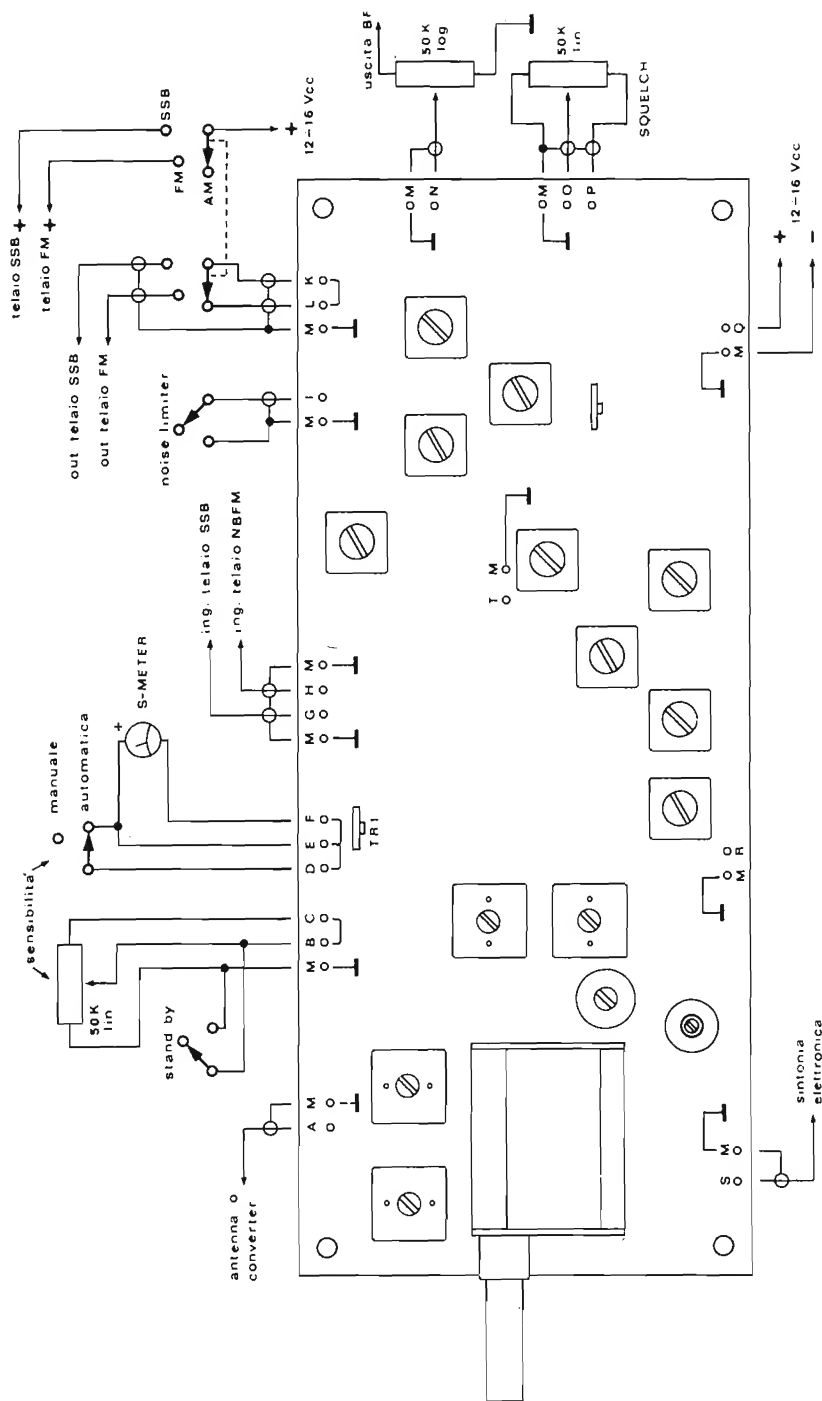 antenna o
converter
A M
stand by
sensibilita'
50K
lin
M B C
manuale
automatica
D E F
TR1
+
S-METER
ing. telaio SSB
ing. telaio NBFM
M G H M
noise limiter
M I
out telaio SSB
out telaio FM
M L K
telaio SSB +
telaio FM +
SSB
FM
AM
+
12-16 Vcc
uscita BF
50K
log
M
N
50K
lin
SQUELCH
M
O
P
T M
S M
sintonia
elettronica
M R
M Q
+
-
12-16 Vcc